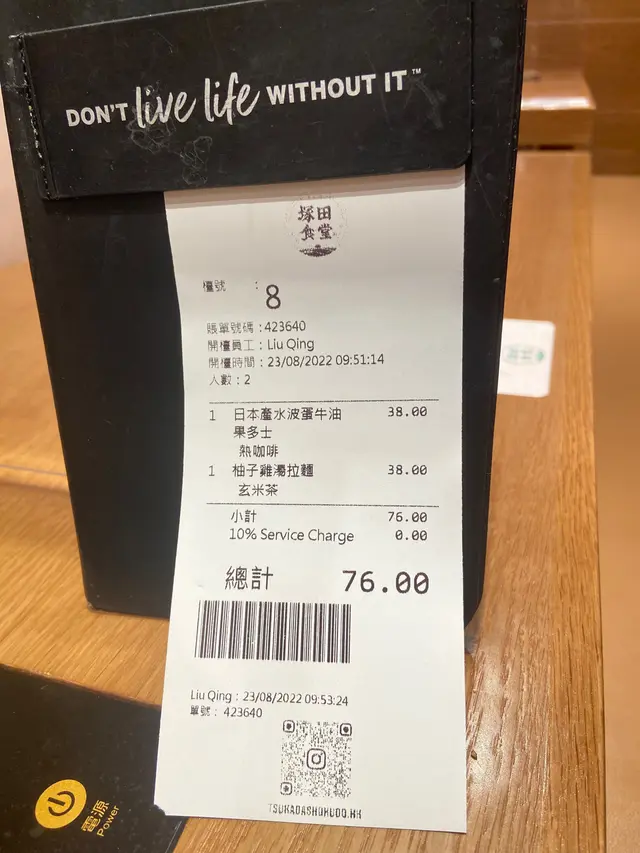 DON'T live life WITHOUT IT™
塚田
食堂
檯號 : 8
賬單號碼 : 423640
開檯員工 : Liu Qing
開檯時間 : 23/08/2022 09:51:14
人數 : 2
1 日本產水波蛋牛油 38.00
果多士
熱咖啡
1 柚子雞湯拉麵 38.00
玄米茶
小計 76.00
10% Service Charge 0.00
總計 76.00
Liu Qing : 23/08/2022 09:53:24
單號 : 423640
TSUKADASHOKUDO.HK
電源
Power